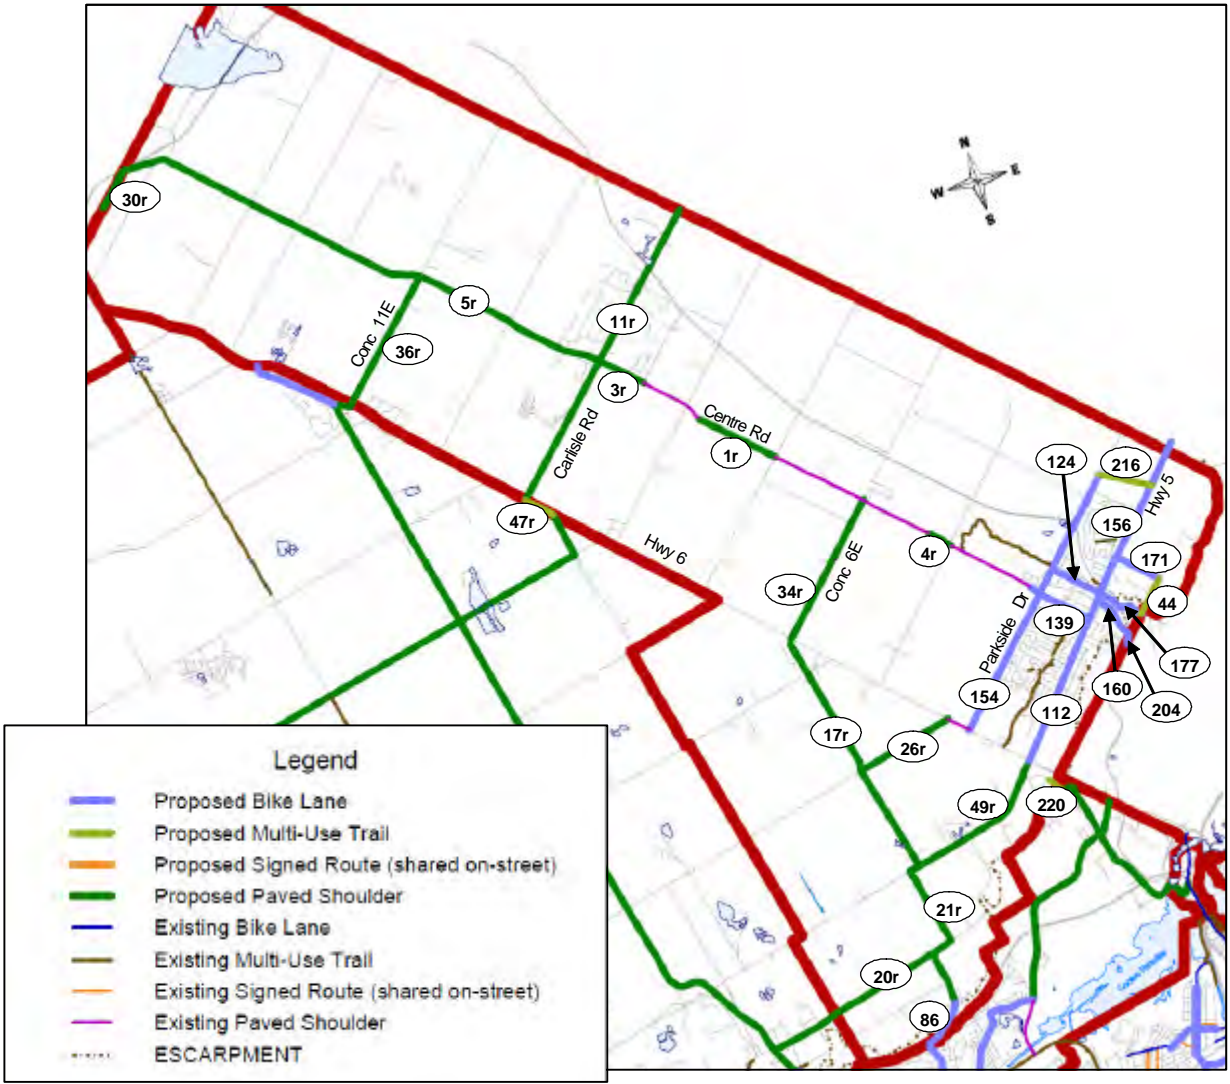 N
W E
S
30r
5r
11r
Conc 11E
36r
3r
Carlisle Rd
Centre Rd
1r
124
216
Hwy 5
47r
156
Hwy 6
4r
171
Conc 6E
34r
44
Parkside Dr
139
177
154
160
112
204
17r
26r
49r
220
21r
20r
86
Legend
Proposed Bike Lane
Proposed Multi-Use Trail
Proposed Signed Route (shared on-street)
Proposed Paved Shoulder
Existing Bike Lane
Existing Multi-Use Trail
Existing Signed Route (shared on-street)
Existing Paved Shoulder
ESCARPMENT